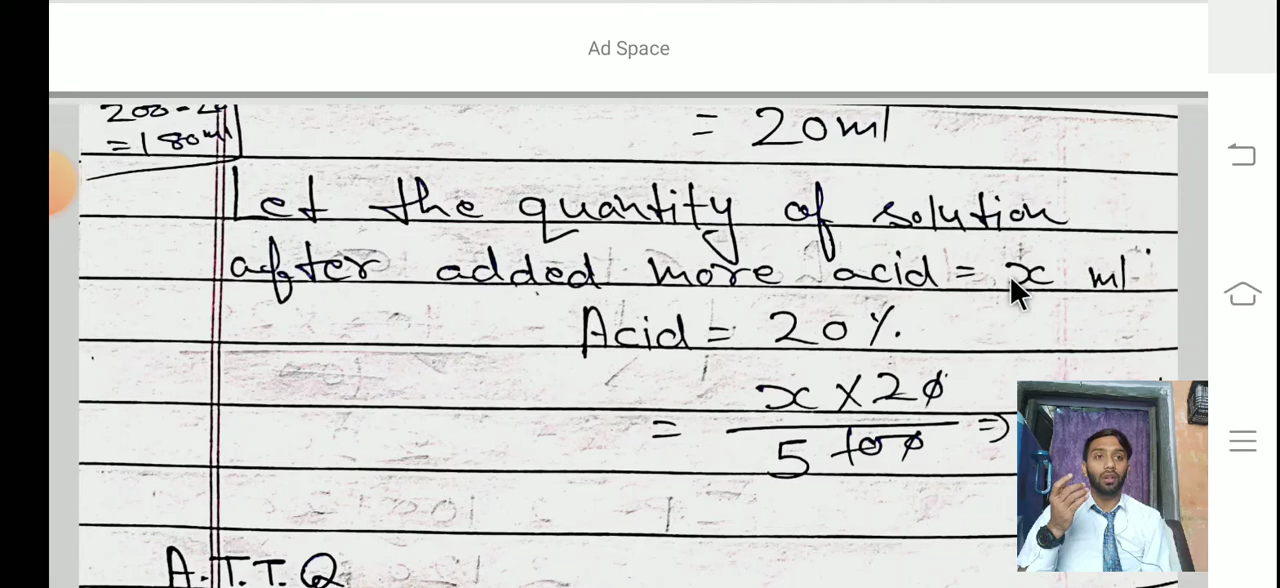 Ad Space
200-20
=180ml
= 20ml
Let the quantity of solution
after added more acid = x ml
Acid = 20%.
= x × 20 / 5 100 ⇒
A.T.T.Q